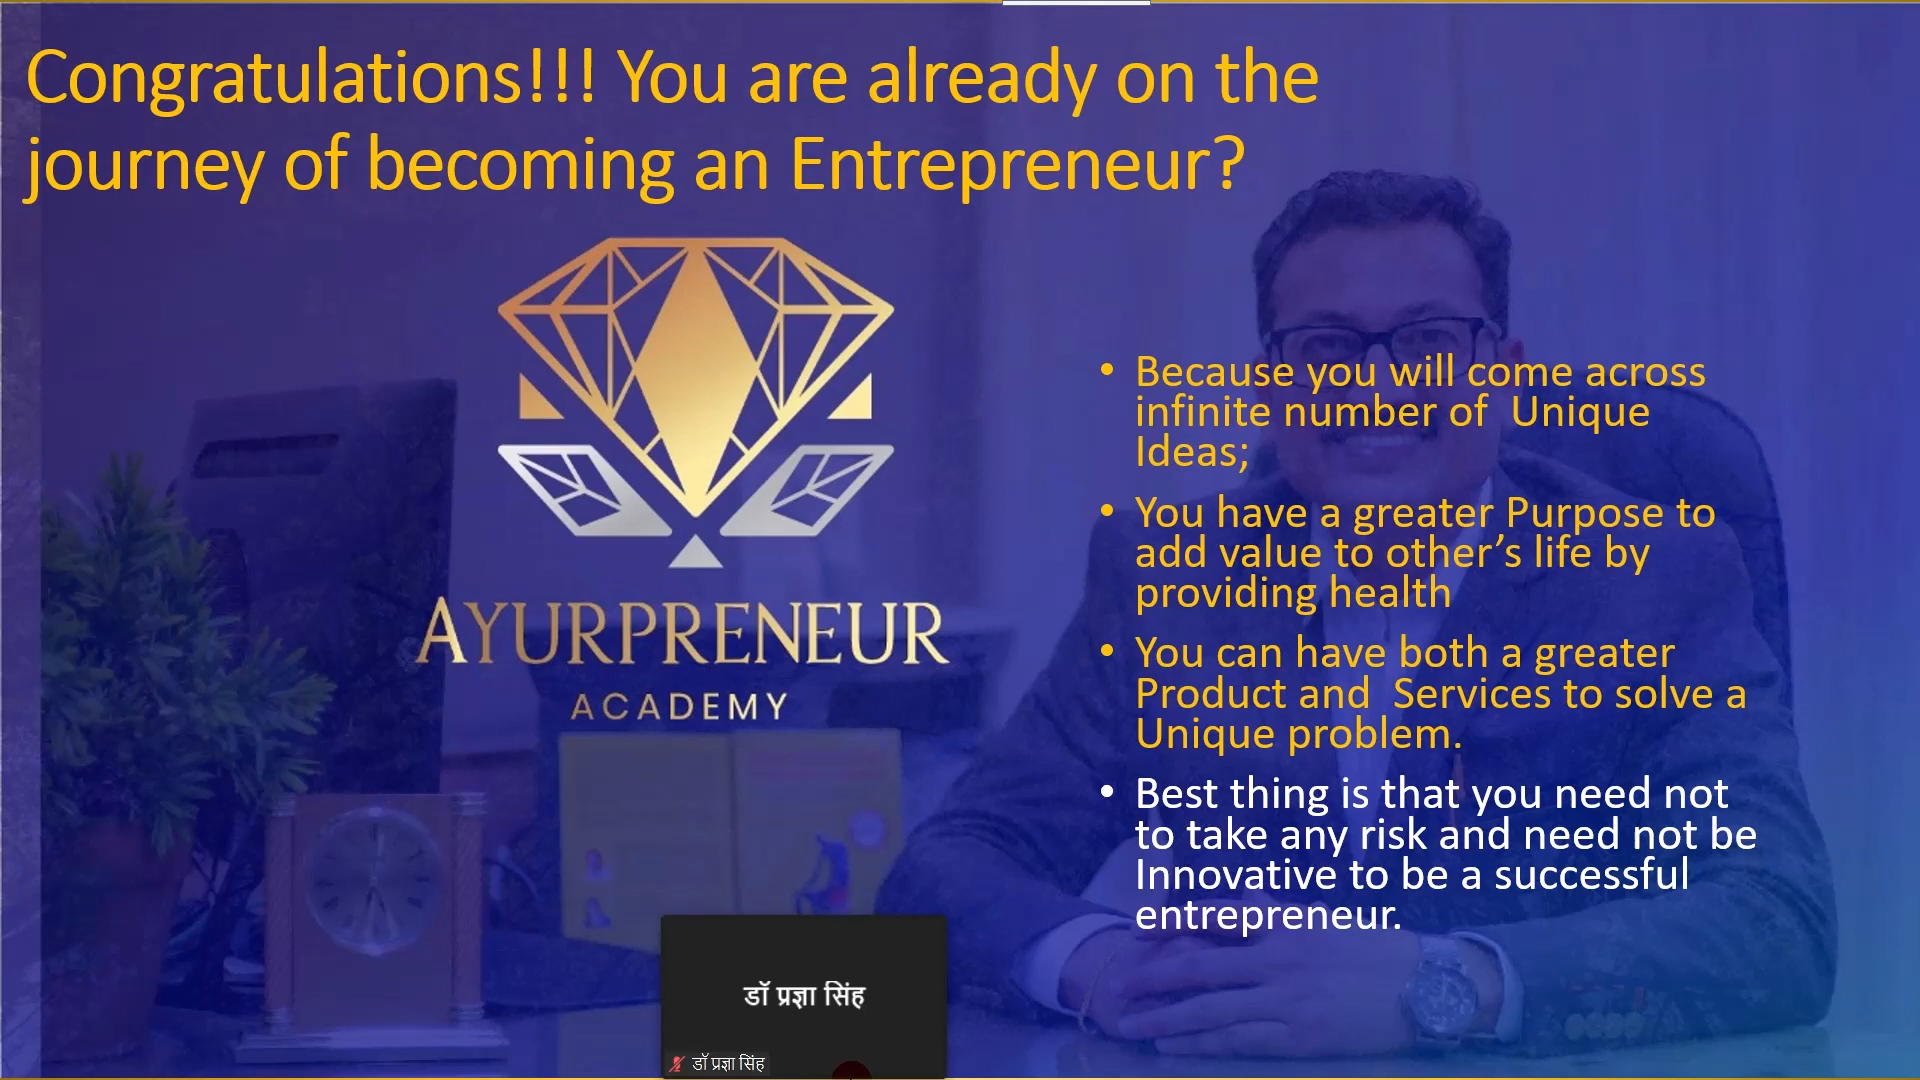 Congratulations!!! You are already on the
journey of becoming an Entrepreneur?
AYURPRENEUR
ACADEMY
• Because you will come across
infinite number of  Unique
Ideas;
• You have a greater Purpose to
add value to other’s life by
providing health
• You can have both a greater
Product and  Services to solve a
Unique problem.
• Best thing is that you need not
to take any risk and need not be
Innovative to be a successful
entrepreneur.
डॉ प्रज्ञा सिंह
डॉ प्रज्ञा सिंह